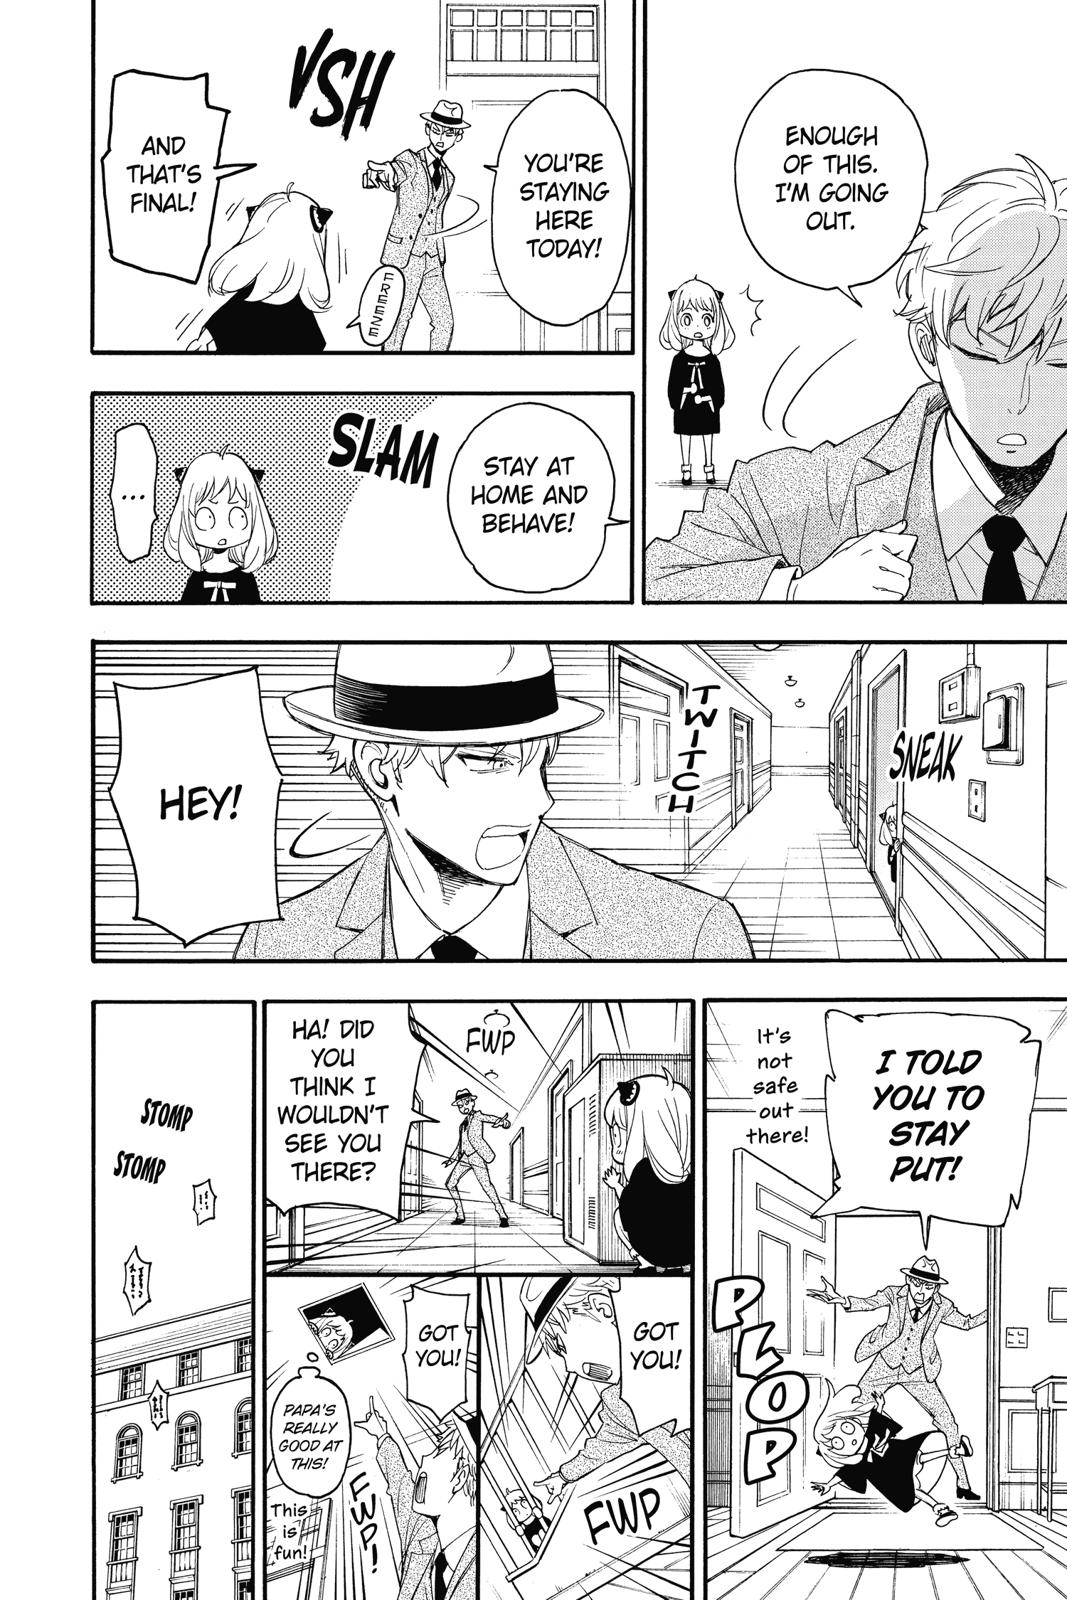 ENOUGH
OF THIS.
I'M GOING
OUT.
YOU'RE
STAYING
HERE
TODAY!
VSH
FREEZE
AND
THAT'S
FINAL!
STAY AT
HOME AND
BEHAVE!
SLAM
...
SNEAK
TWITCH
HEY!
I TOLD
YOU TO
STAY
PUT!
It's
not
safe
out
there!
PLOP
FWP
HA! DID
YOU
THINK I
WOULDN'T
SEE YOU
THERE?
GOT
YOU!
FWP
GOT
YOU!
PAPA'S
REALLY
GOOD AT
THIS!
FWP!
This
is
fun!
STOMP
STOMP